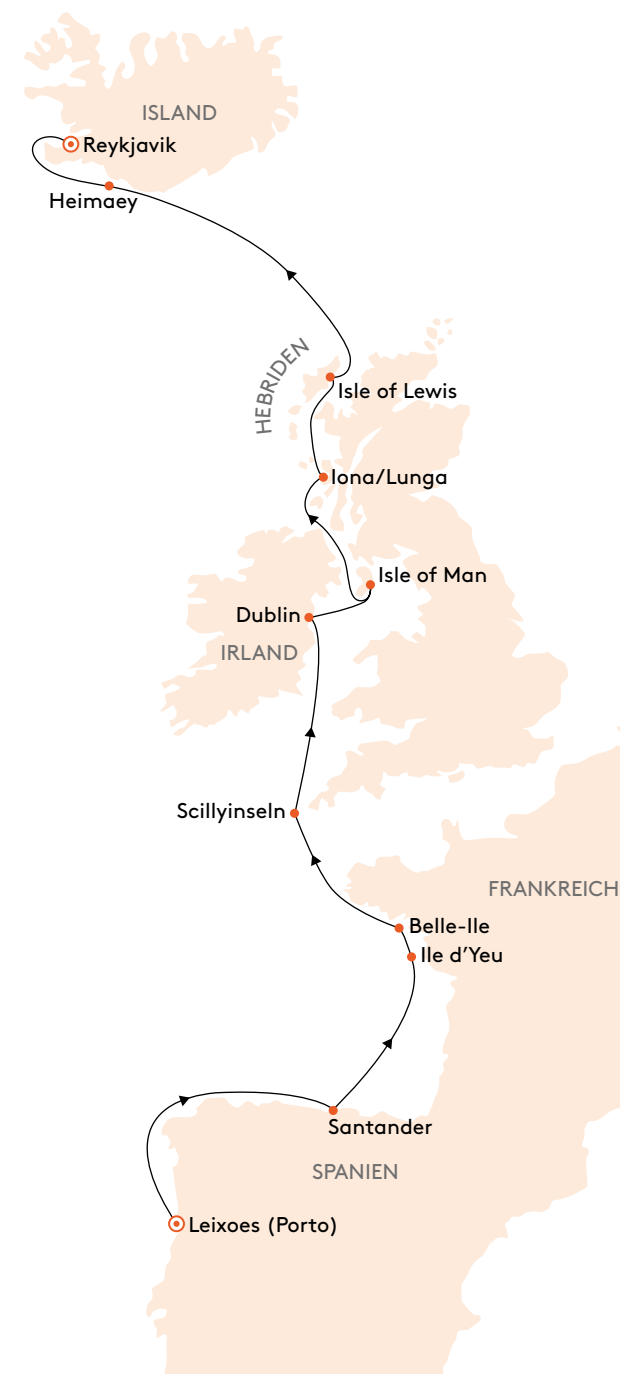 ISLAND
Reykjavik
Heimaey
HEBRIDEN
Isle of Lewis
Iona/Lunga
Isle of Man
Dublin
IRLAND
Scillyinseln
FRANKREICH
Belle-Ile
Ile d’Yeu
Santander
SPANIEN
Leixoes (Porto)